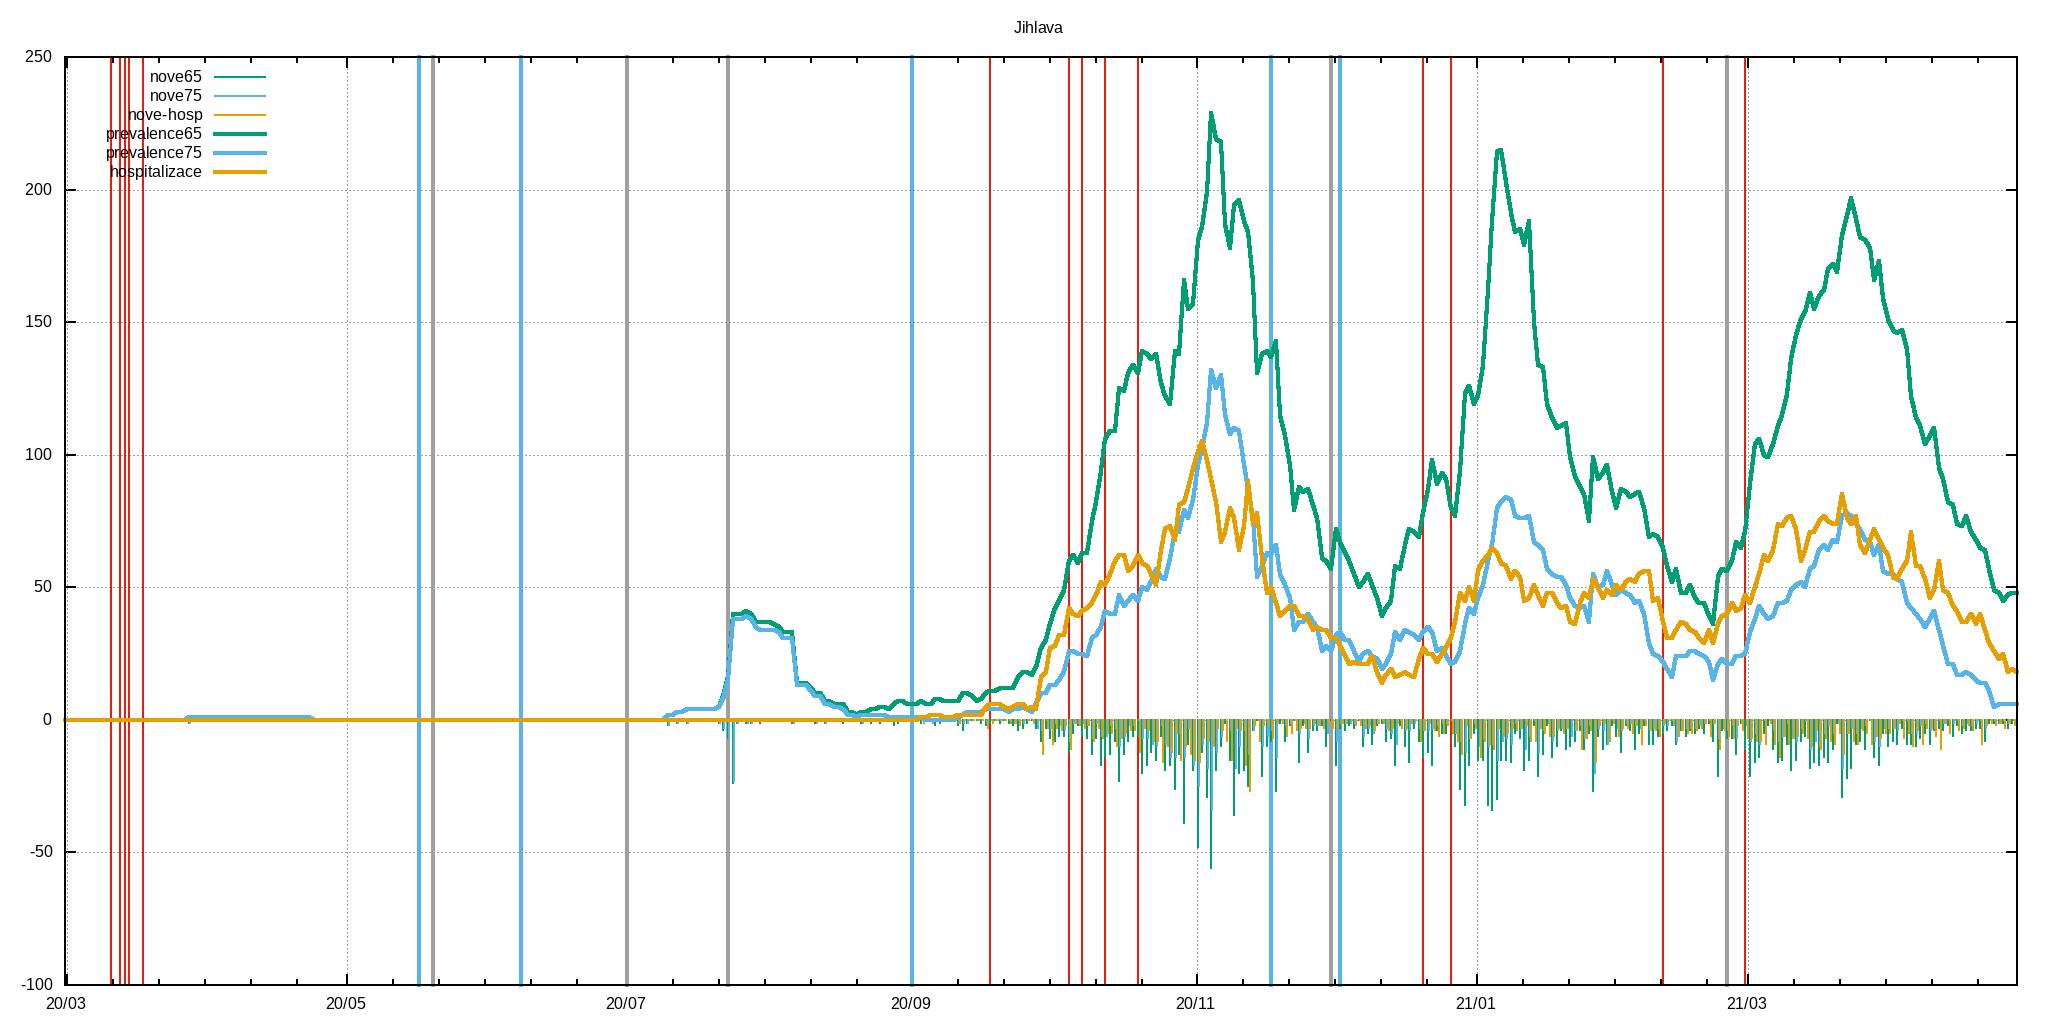 Jihlava
250
200
150
100
50
0
-50
-100
nove65
nove75
nove-hosp
prevalence65
prevalence75
hospitalizace
20/03 20/05 20/07 20/09 20/11 21/01 21/03